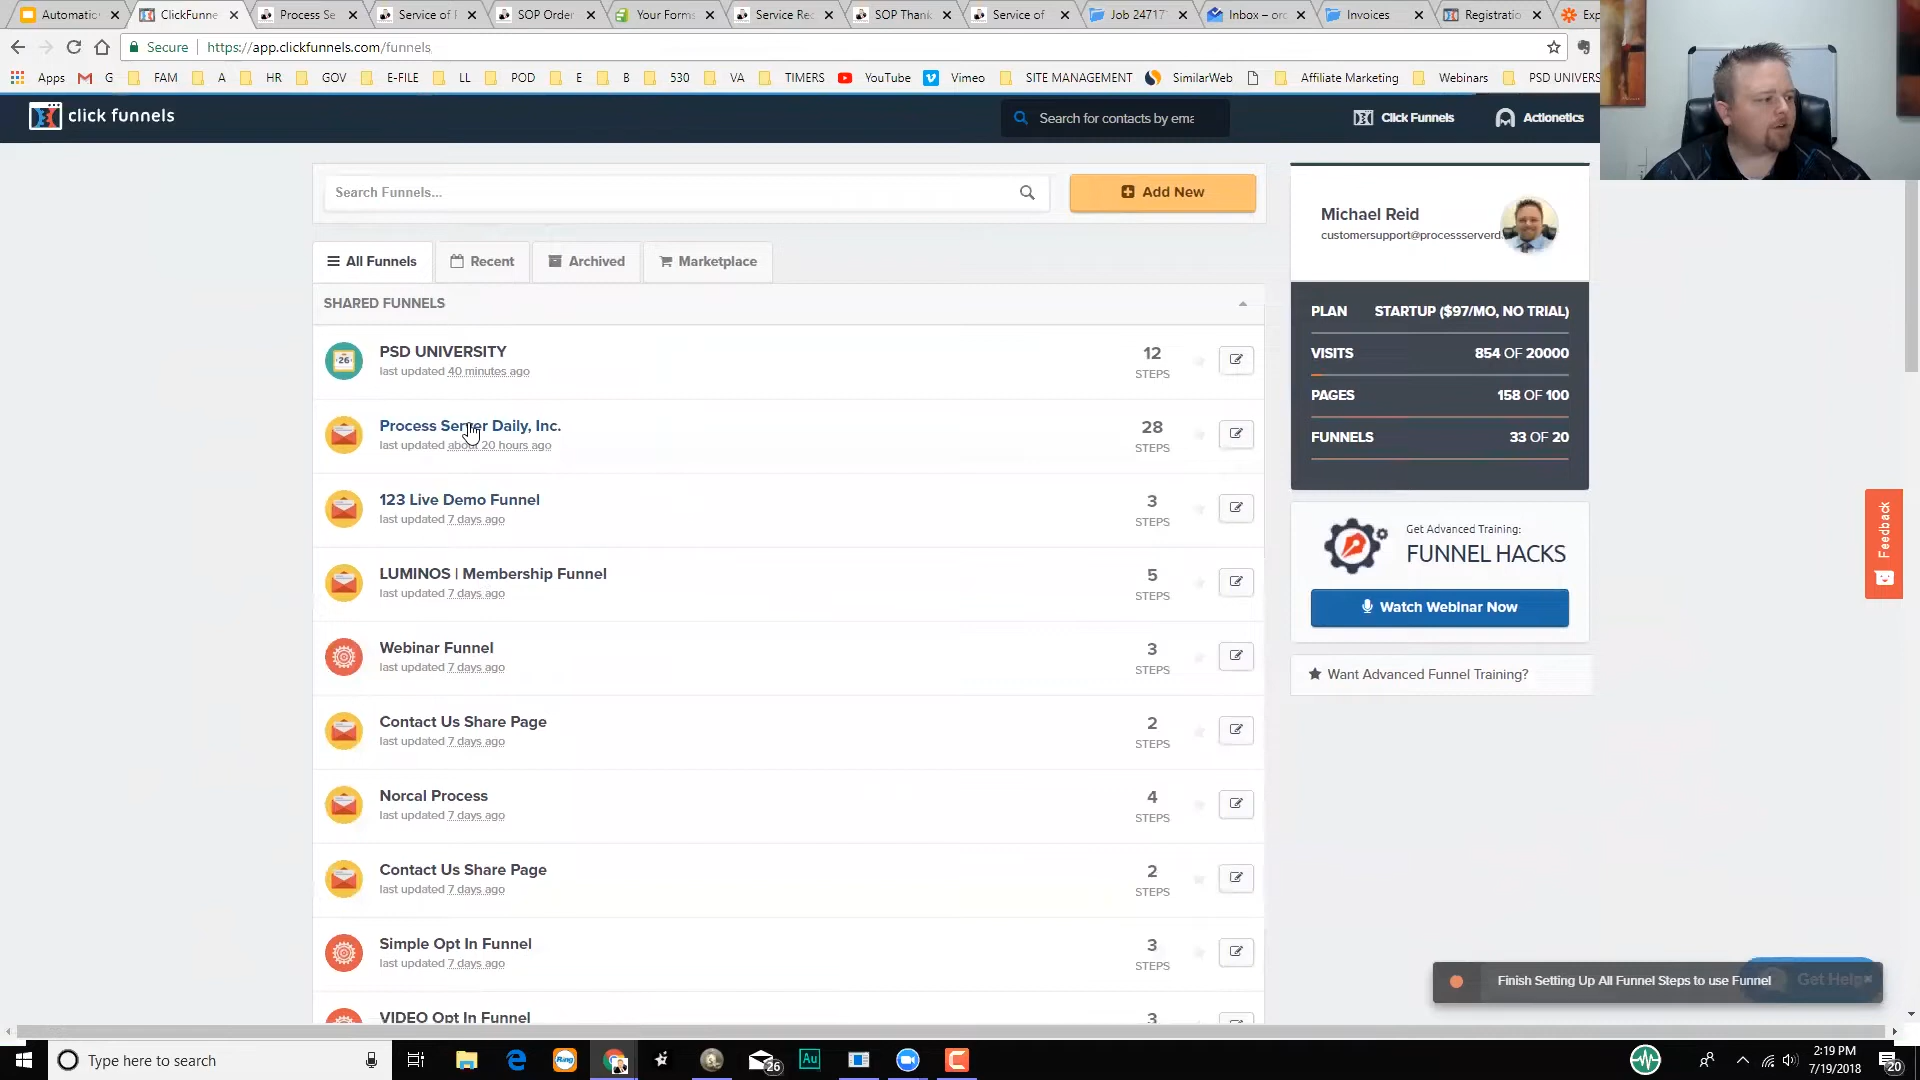 Automatio
ClickFunne
Process Se
Service of F
SOP Order
Your Forms
Service Rec
SOP Thank
Service of
Job 24717
Inbox – orc
Invoices
Registratio
Exp
Secure https://app.clickfunnels.com/funnels
Apps G FAM A HR GOV E-FILE LL POD E B 530 VA TIMERS YouTube Vimeo SITE MANAGEMENT SimilarWeb Affiliate Marketing Webinars PSD UNIVERS
click funnels
Search for contacts by ema
Click Funnels
Actionetics
Search Funnels...
Add New
All Funnels Recent Archived Marketplace
SHARED FUNNELS
PSD UNIVERSITY
last updated 40 minutes ago
12
STEPS
Process Server Daily, Inc.
last updated about 20 hours ago
28
STEPS
123 Live Demo Funnel
last updated 7 days ago
3
STEPS
LUMINOS | Membership Funnel
last updated 7 days ago
5
STEPS
Webinar Funnel
last updated 7 days ago
3
STEPS
Contact Us Share Page
last updated 7 days ago
2
STEPS
Norcal Process
last updated 7 days ago
4
STEPS
Contact Us Share Page
last updated 7 days ago
2
STEPS
Simple Opt In Funnel
last updated 7 days ago
3
STEPS
VIDEO Opt In Funnel
3
Michael Reid
customersupport@processserverd
PLAN STARTUP ($97/MO, NO TRIAL)
VISITS 854 OF 20000
PAGES 158 OF 100
FUNNELS 33 OF 20
Get Advanced Training:
FUNNEL HACKS
Watch Webinar Now
Want Advanced Funnel Training?
Feedback
Finish Setting Up All Funnel Steps to use Funnel
Get Help
Type here to search
Ring
26
Au
2:19 PM
7/19/2018
20